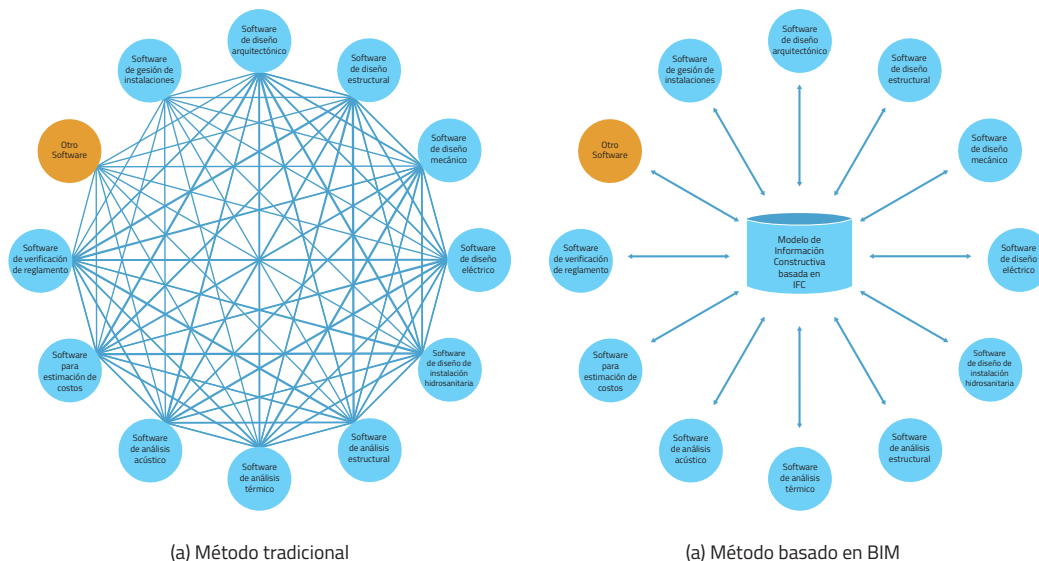 Software
de diseño
arquitectónico
Software
de diseño
estructural
Software
de diseño
mecánico
Software
de diseño
eléctrico
Software
de diseño de
instalación
hidrosanitaria
Software
de análisis
estructural
Software
de análisis
térmico
Software
de análisis
acústico
Software
para
estimación de
costos
Software
de verificación
de reglamento
Otro
Software
Software
de gesión de
instalaciones
(a) Método tradicional
Software
de diseño
arquitectónico
Software
de diseño
estructural
Software
de diseño
mecánico
Software
de diseño
eléctrico
Software
de diseño de
instalación
hidrosanitaria
Software
de análisis
estructural
Software
de análisis
térmico
Software
de análisis
acústico
Software
para
estimación de
costos
Software
de verificación
de reglamento
Otro
Software
Software
de gesión de
instalaciones
Modelo de
Información
Constructiva
basada en
IFC
(a) Método basado en BIM